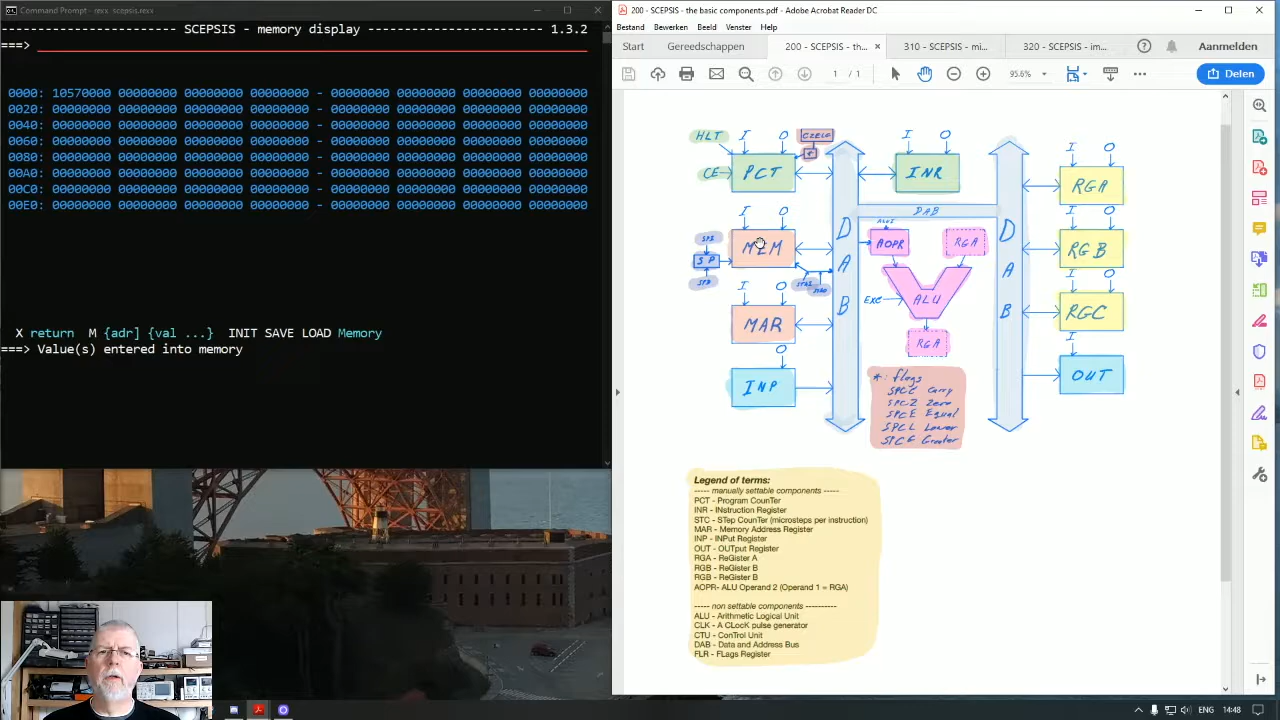 Command Prompt - rexx scepsis.rexx
SCEPSIS - memory display 1.3.2
===>
0000: 10570000 00000000 00000000 00000000 - 00000000 00000000 00000000 00000000
0020: 00000000 00000000 00000000 00000000 - 00000000 00000000 00000000 00000000
0040: 00000000 00000000 00000000 00000000 - 00000000 00000000 00000000 00000000
0060: 00000000 00000000 00000000 00000000 - 00000000 00000000 00000000 00000000
0080: 00000000 00000000 00000000 00000000 - 00000000 00000000 00000000 00000000
00A0: 00000000 00000000 00000000 00000000 - 00000000 00000000 00000000 00000000
00C0: 00000000 00000000 00000000 00000000 - 00000000 00000000 00000000 00000000
00E0: 00000000 00000000 00000000 00000000 - 00000000 00000000 00000000 00000000
X return M {adr] {val ...} INIT SAVE LOAD Memory
===> Value(s) entered into memory
200 - SCEPSIS - the basic components.pdf - Adobe Acrobat Reader DC
Bestand Bewerken Beeld Venster Help
Start Gereedschappen 200 - SCEPSIS - th... × 310 - SCEPSIS - mi... 320 - SCEPSIS - im... Aanmelden
1 1 95.6% Delen
HLT I O I O I O
CE PCT INR RGA
I O DAB I O
SPI MEM D AOPR RGA D RGB
SP A A
SPD I O B EXC ALU B I O
MAR RGA RGC
O I
INP OUT
*: flags
SPCC Carry
SPCZ Zero
SPCE Equal
SPCL Lower
SPCG Greater
Legend of terms:
----- manually settable components -----
PCT - Program CounTer
INR - INstruction Register
STC - STep CounTer (microsteps per instruction)
MAR - Memory Address Register
INP - INPut Register
OUT - OUTput Register
RGA - ReGister A
RGB - ReGister B
RGB - ReGister B
AOPR- ALU Operand 2 (Operand 1 = RGA)
----- non settable components ----------
ALU - Arithmetic Logical Unit
CLK - A CLocK pulse generator
CTU - ConTrol Unit
DAB - Data and Address Bus
FLR - FLags Register
ENG 14:48